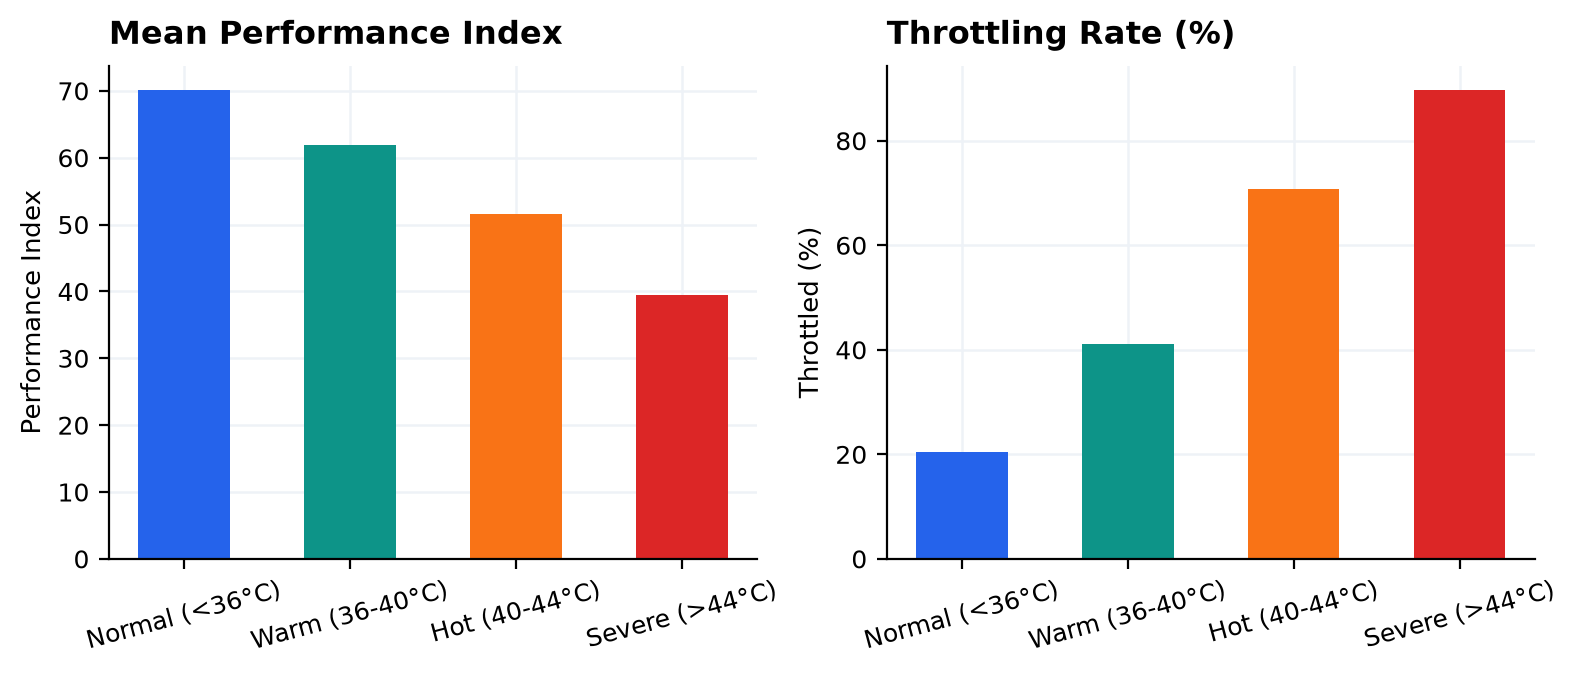 Mean Performance Index
Performance Index
70
60
50
40
30
20
10
0
Normal (<36°C)
Warm (36-40°C)
Hot (40-44°C)
Severe (>44°C)
Throttling Rate (%)
Throttled (%)
80
60
40
20
0
Normal (<36°C)
Warm (36-40°C)
Hot (40-44°C)
Severe (>44°C)